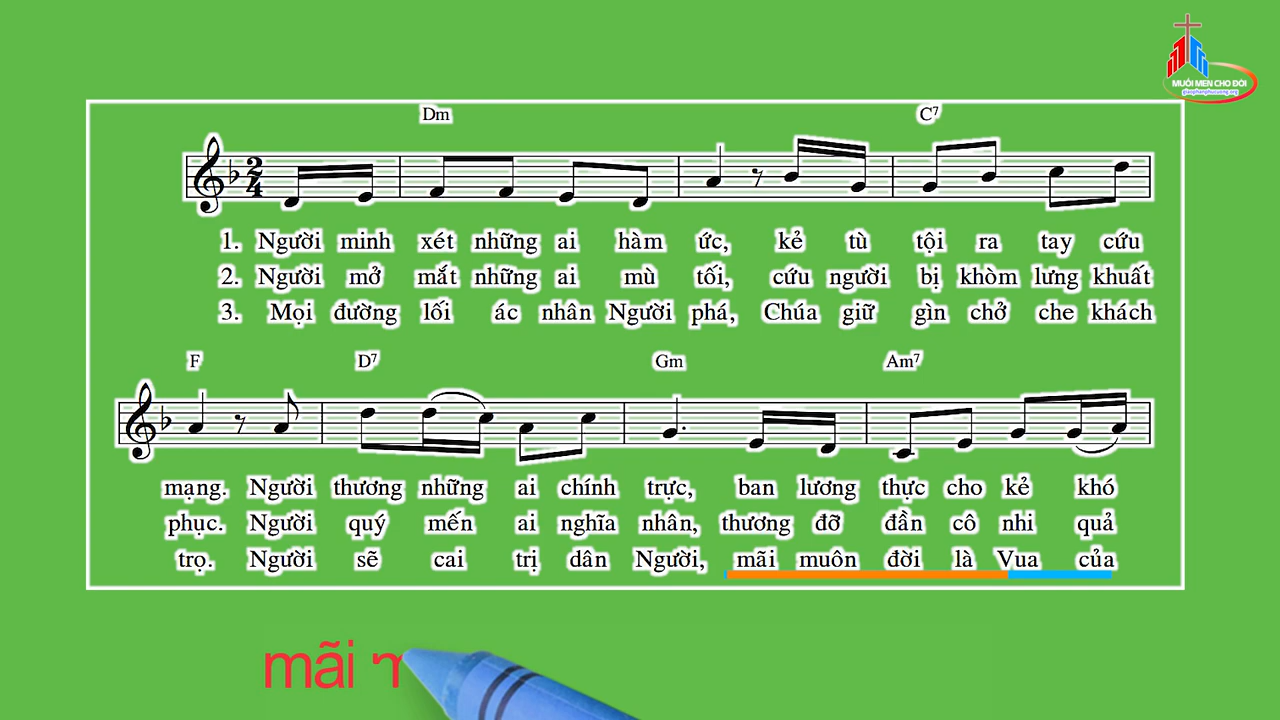 MUỐI MEN CHO ĐỜI
giaophanphucuong.org
Dm C7
2
4
1. Người minh xét những ai hàm ức, kẻ tù tội ra tay cứu
2. Người mở mắt những ai mù tối, cứu người bị khòm lưng khuất
3. Mọi đường lối ác nhân Người phá, Chúa giữ gìn chở che khách
F D7 Gm Am7
mạng. Người thương những ai chính trực, ban lương thực cho kẻ khó
phục. Người quý mến ai nghĩa nhân, thương đỡ đần cô nhi quả
trọ. Người sẽ cai trị dân Người, mãi muôn đời là Vua của
mãi